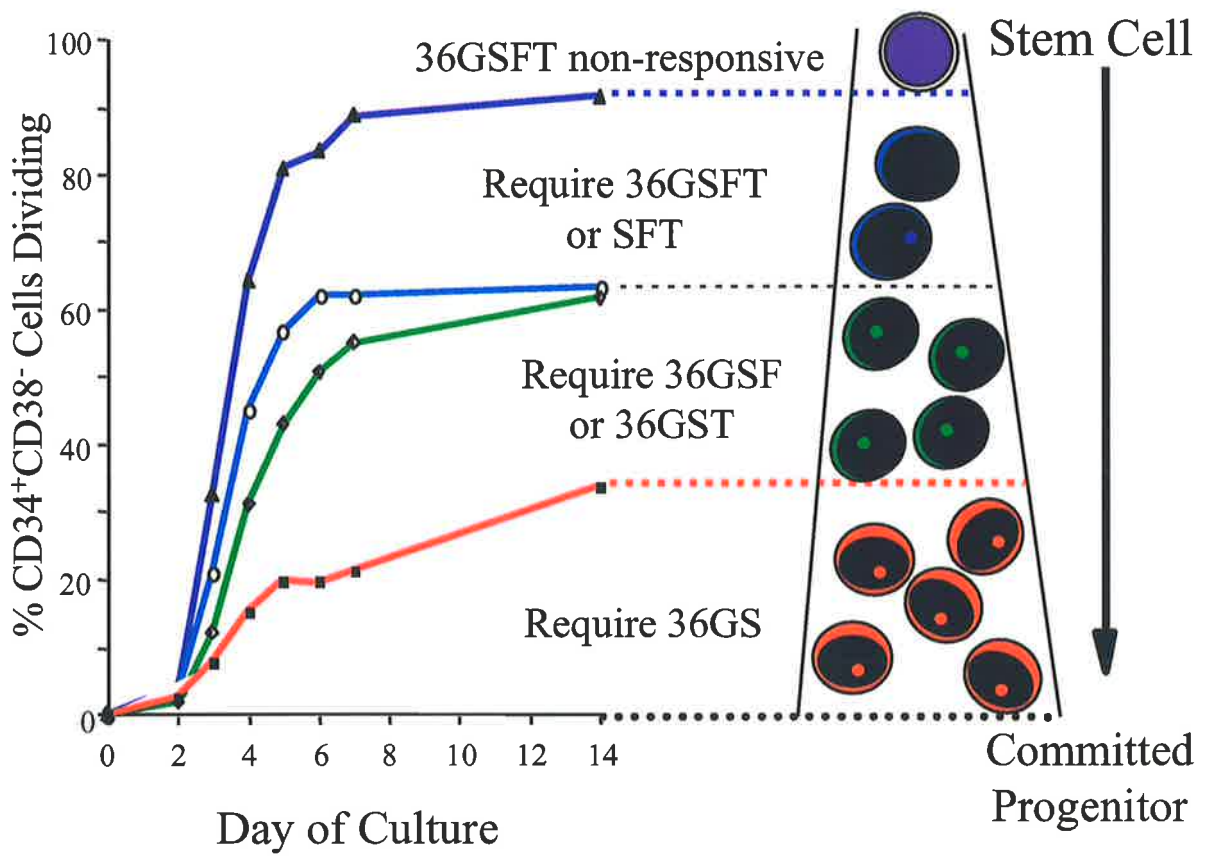 36GSFT non-responsive
Stem Cell
Require 36GSFT
or SFT
Require 36GSF
or 36GST
Require 36GS
Committed
Progenitor
% CD34⁺CD38⁻ Cells Dividing
100
80
60
40
20
0
0 2 4 6 8 10 12 14
Day of Culture